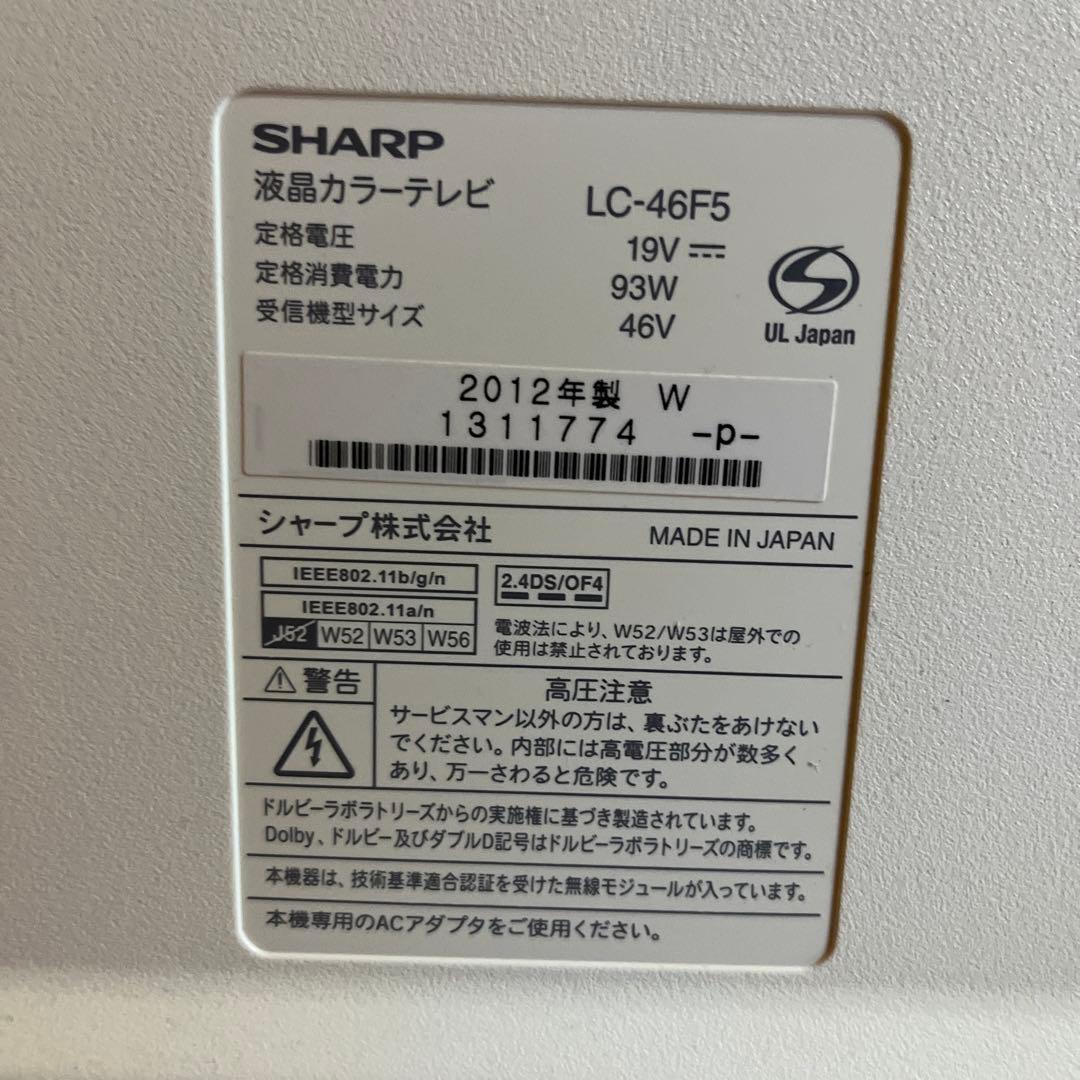 SHARP
液晶カラーテレビ LC-46F5
定格電圧 19V
定格消費電力 93W
受信機型サイズ 46V
UL Japan
2012年製 W
1311774 -p-
シャープ株式会社 MADE IN JAPAN
IEEE802.11b/g/n
IEEE802.11a/n
J52 W52 W53 W56
2.4DS/OF4
電波法により、W52/W53は屋外での
使用は禁止されております。
警告
高圧注意
サービスマン以外の方は、裏ぶたをあけない
でください。内部には高電圧部分が数多く
あり、万一さわると危険です。
ドルビーラボラトリーズからの実施権に基づき製造されています。
Dolby、ドルビー及びダブルD記号はドルビーラボラトリーズの商標です。
本機器は、技術基準適合認証を受けた無線モジュールが入っています。
本機専用のACアダプタをご使用ください。